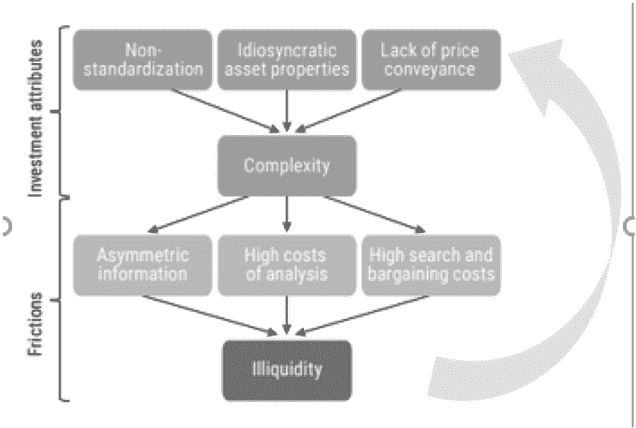 Investment attributes
Non-
standardization
Idiosyncratic
asset properties
Lack of price
conveyance
Complexity
Frictions
Asymmetric
information
High costs
of analysis
High search and
bargaining costs
Illiquidity